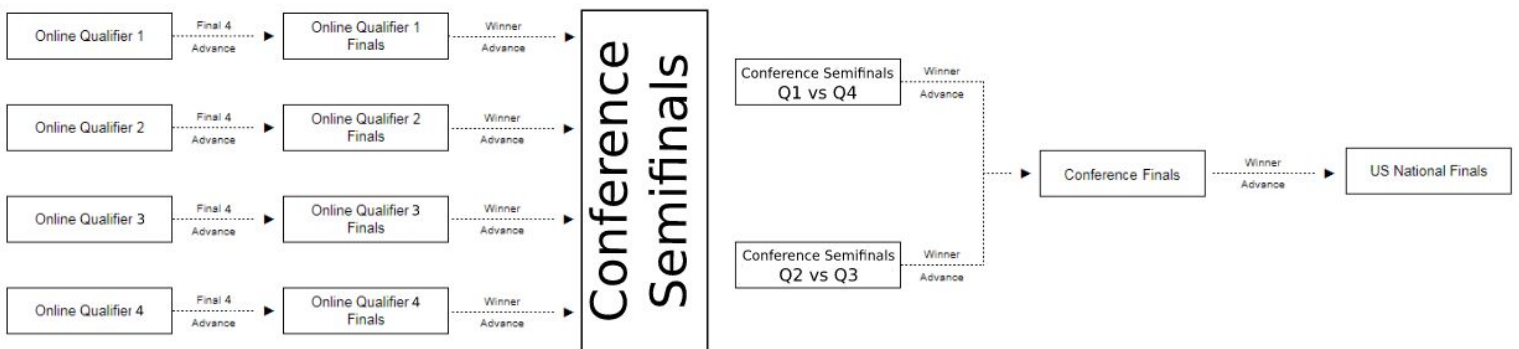 Online Qualifier 1
Final 4
Advance
Online Qualifier 1
Finals
Winner
Advance
Online Qualifier 2
Final 4
Advance
Online Qualifier 2
Finals
Winner
Advance
Online Qualifier 3
Final 4
Advance
Online Qualifier 3
Finals
Winner
Advance
Online Qualifier 4
Final 4
Advance
Online Qualifier 4
Finals
Winner
Advance
Conference
Semifinals
Conference Semifinals
Q1 vs Q4
Winner
Advance
Conference Semifinals
Q2 vs Q3
Winner
Advance
Conference Finals
Winner
Advance
US National Finals